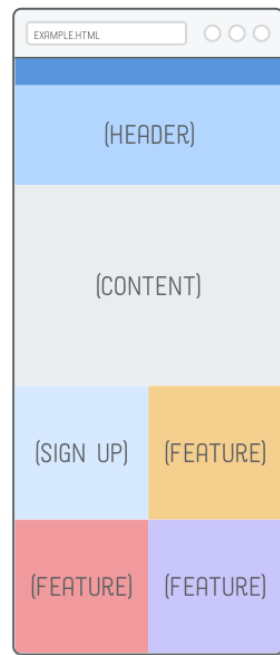 EXAMPLE.HTML
(HEADER)
(CONTENT)
(SIGN UP) (FEATURE)
(FEATURE) (FEATURE)